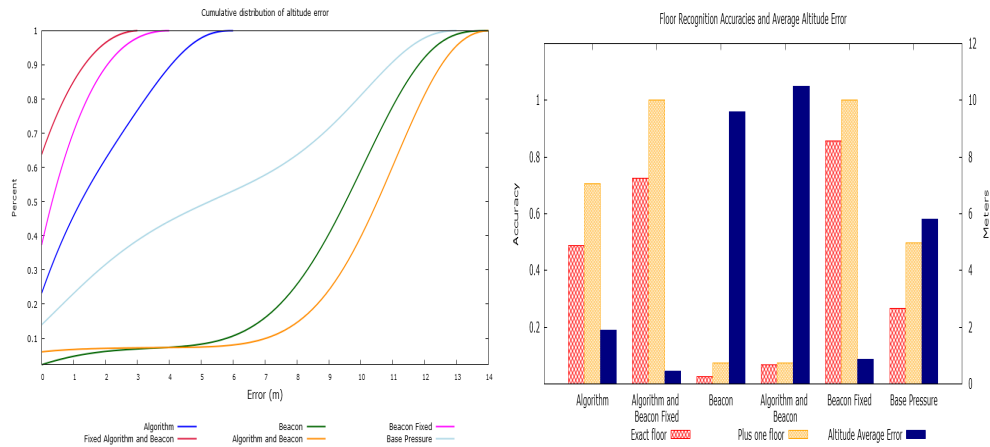 Cumulative distribution of altitude error
1
0.9
0.8
0.7
0.6
0.5
0.4
0.3
0.2
0.1
Percent
0 1 2 3 4 5 6 7 8 9 10 11 12 13 14
Error (m)
Algorithm Beacon Beacon Fixed
Fixed Algorithm and Beacon Algorithm and Beacon Base Pressure
Floor Recognition Accuracies and Average Altitude Error
1
0.8
0.6
0.4
0.2
Accuracy
12
10
8
6
4
2
0
Meters
Algorithm Algorithm and Beacon Algorithm and Beacon Fixed Base Pressure
Beacon Fixed Beacon
Exact floor Plus one floor Altitude Average Error